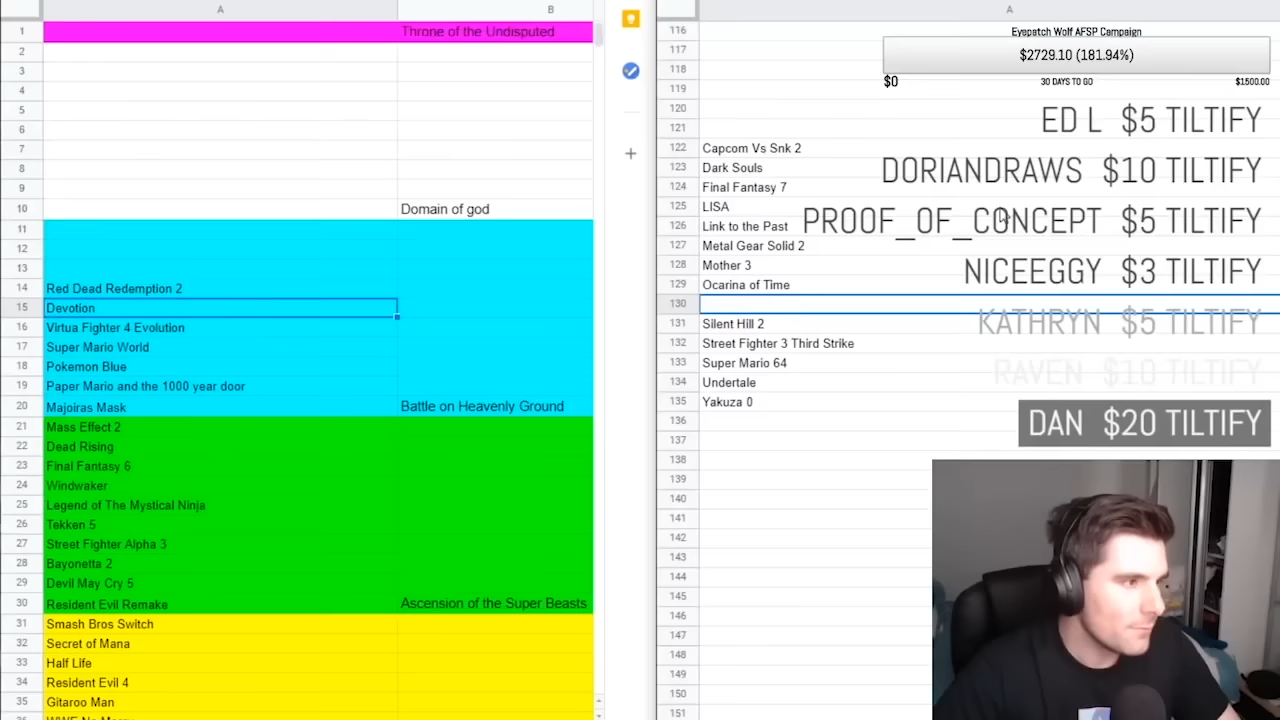 A
B
1
Throne of the Undisputed
2
3
4
5
6
7
8
9
10
Domain of god
11
12
13
14
Red Dead Redemption 2
15
Devotion
16
Virtua Fighter 4 Evolution
17
Super Mario World
18
Pokemon Blue
19
Paper Mario and the 1000 year door
20
Majoiras Mask
Battle on Heavenly Ground
21
Mass Effect 2
22
Dead Rising
23
Final Fantasy 6
24
Windwaker
25
Legend of The Mystical Ninja
26
Tekken 5
27
Street Fighter Alpha 3
28
Bayonetta 2
29
Devil May Cry 5
30
Resident Evil Remake
Ascension of the Super Beasts
31
Smash Bros Switch
32
Secret of Mana
33
Half Life
34
Resident Evil 4
35
Gitaroo Man
A
116
117
118
119
120
121
122
Capcom Vs Snk 2
123
Dark Souls
124
Final Fantasy 7
125
LISA
126
Link to the Past
127
Metal Gear Solid 2
128
Mother 3
129
Ocarina of Time
130
131
Silent Hill 2
132
Street Fighter 3 Third Strike
133
Super Mario 64
134
Undertale
135
Yakuza 0
136
137
138
139
140
141
142
143
144
145
146
147
148
149
150
151
Eyepatch Wolf AFSP Campaign
$2729.10 (181.94%)
$0
30 DAYS TO GO
$1500.00
ED L $5 TILTIFY
DORIANDRAWS $10 TILTIFY
PROOF_OF_CONCEPT $5 TILTIFY
NICEEGGY $3 TILTIFY
KATHRYN $5 TILTIFY
RAVEN $10 TILTIFY
DAN $20 TILTIFY